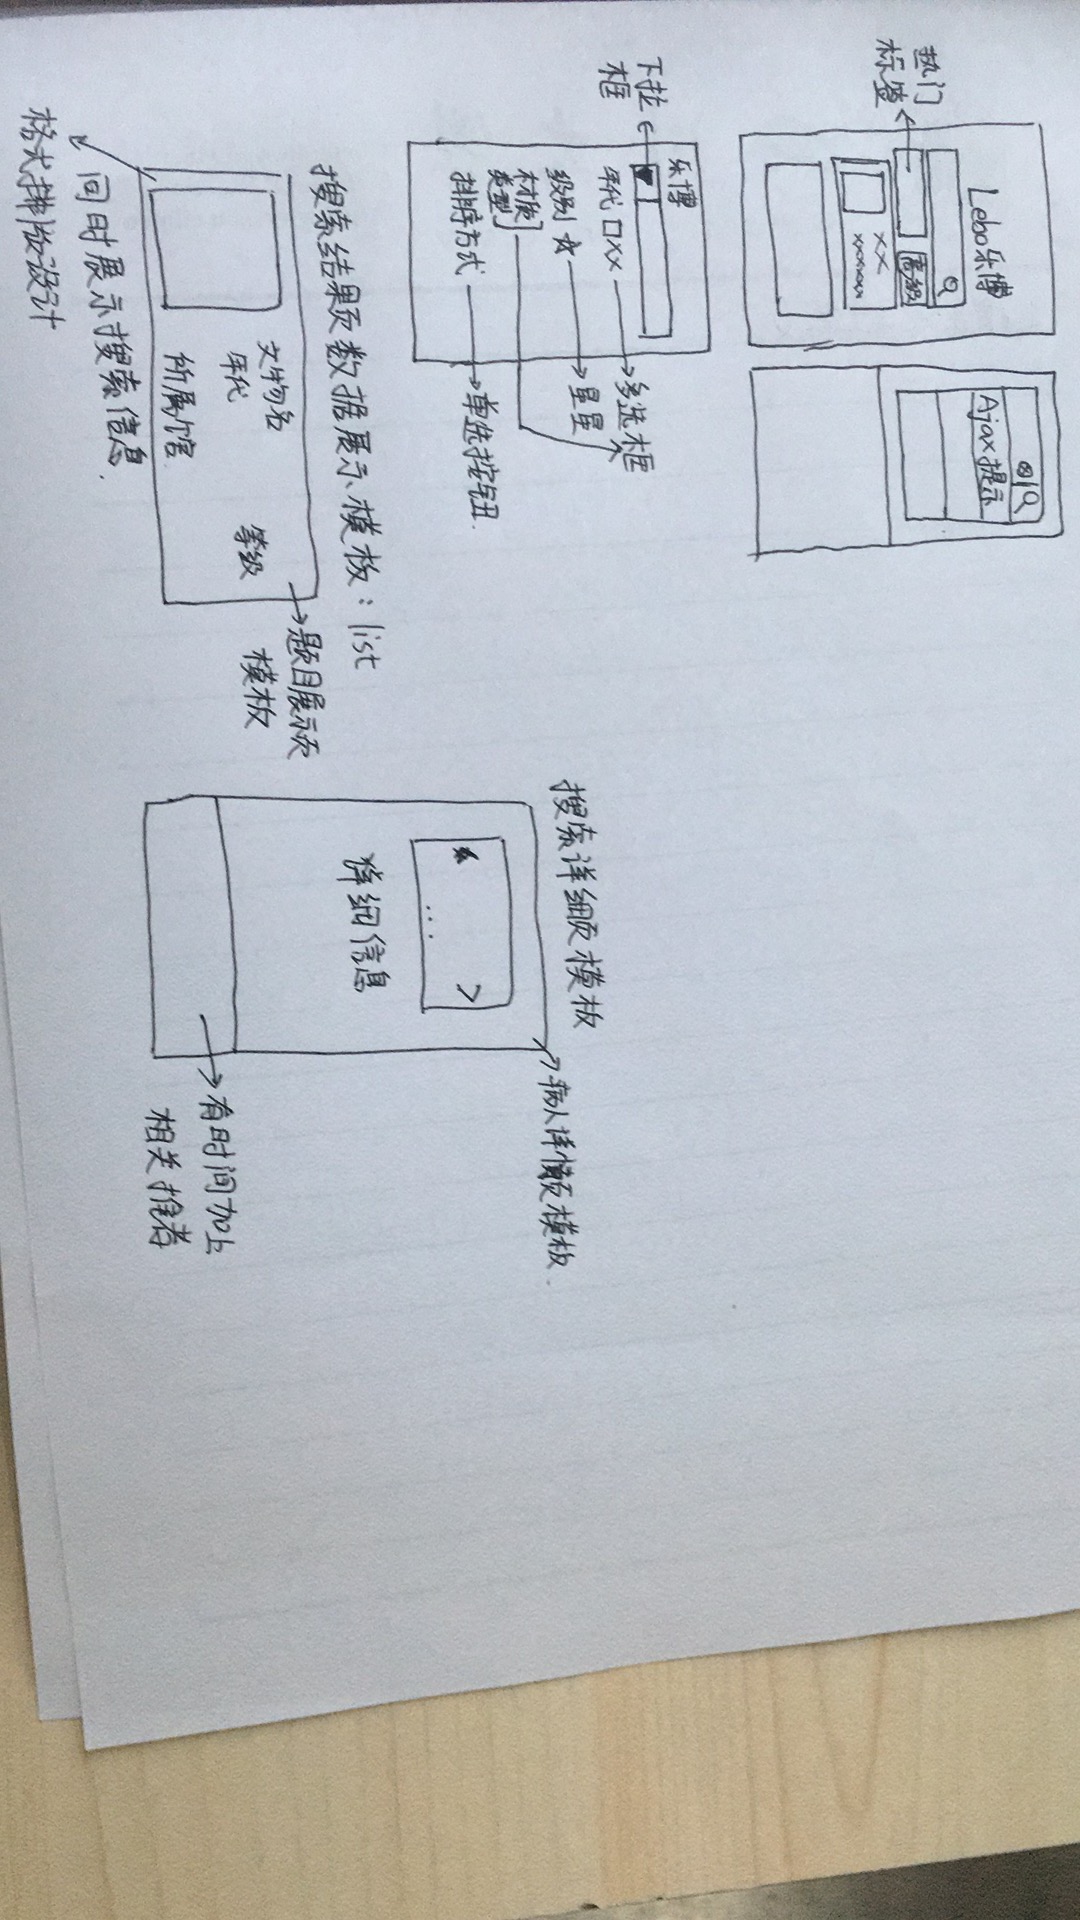 Lebo乐博
热门
标签
高级
XX
xxxxxxx
Ajax提示
乐博
下拉
框
年代 □XX
多选框
级别 ☆
星星
材质
类型
排序方式
单选按钮.
搜索结果页数据展示模板：list
文物名
年代
等级
所属馆
题目展示页
模板
同时展示搜索信息.
格式排版设计
搜索详细页模板
病人详情页模板.
<
>
...
详细信息
有时间加上
相关推荐